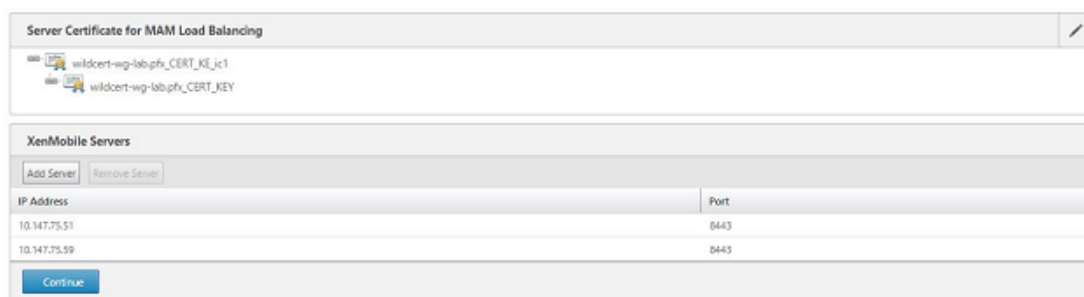 Server Certificate for MAM Load Balancing
wildcert-wg-lab.pfx_CERT_KE_ic1
wildcert-wg-lab.pfx_CERT_KEY
XenMobile Servers
Add Server Remove Server
IP Address Port
10.147.75.51 8443
10.147.75.59 8443
Continue